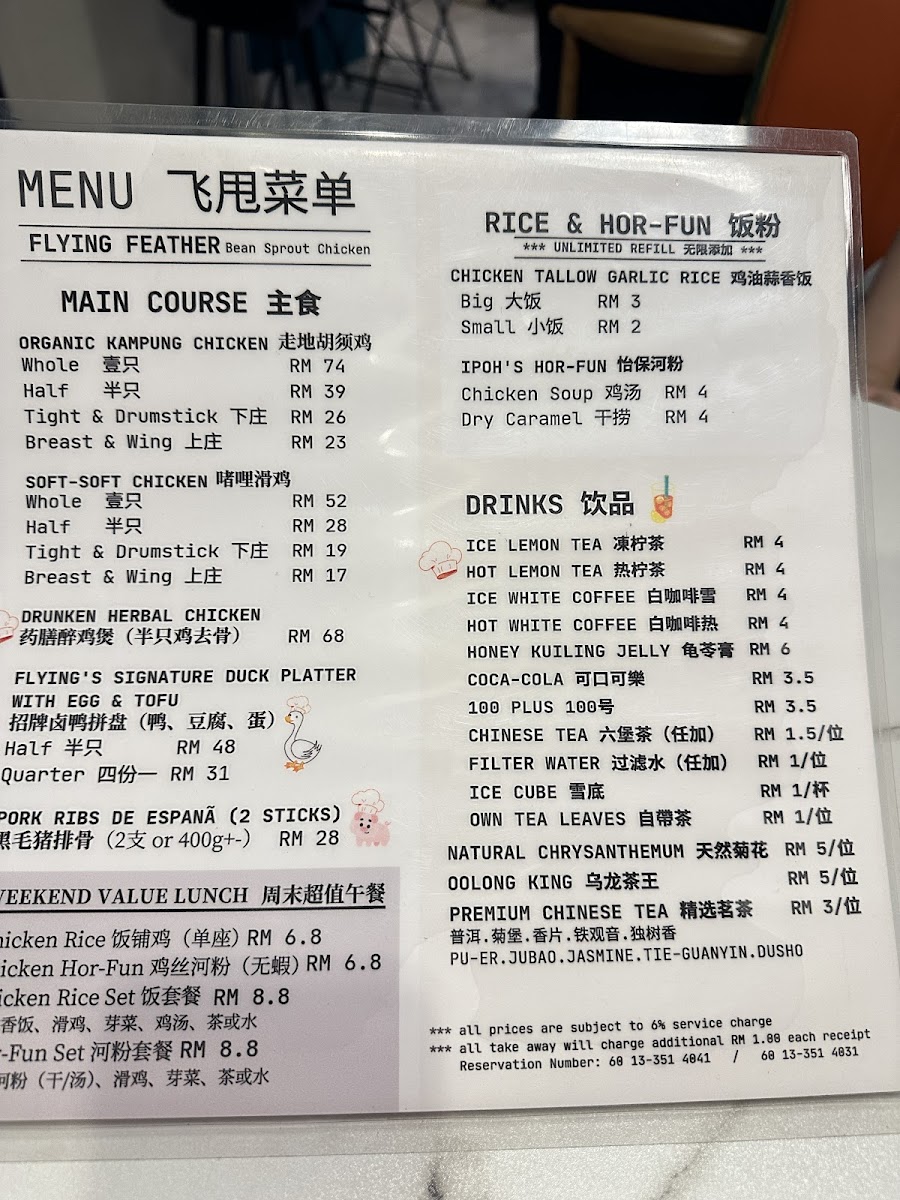 MENU 飞甩菜单
FLYING FEATHER Bean Sprout Chicken
MAIN COURSE 主食
ORGANIC KAMPUNG CHICKEN 走地胡须鸡
Whole 壹只 RM 74
Half 半只 RM 39
Tight & Drumstick 下庄 RM 26
Breast & Wing 上庄 RM 23
SOFT-SOFT CHICKEN 啫哩滑鸡
Whole 壹只 RM 52
Half 半只 RM 28
Tight & Drumstick 下庄 RM 19
Breast & Wing 上庄 RM 17
DRUNKEN HERBAL CHICKEN
药膳醉鸡煲（半只鸡去骨） RM 68
FLYING'S SIGNATURE DUCK PLATTER
WITH EGG & TOFU
招牌卤鸭拼盘（鸭、豆腐、蛋）
Half 半只 RM 48
Quarter 四份一 RM 31
PORK RIBS DE ESPANÃ (2 STICKS)
黑毛猪排骨（2支 or 400g+-） RM 28
WEEKEND VALUE LUNCH 周末超值午餐
hicken Rice 饭铺鸡（单座） RM 6.8
icken Hor-Fun 鸡丝河粉（无蝦） RM 6.8
icken Rice Set 饭套餐 RM 8.8
香饭、滑鸡、芽菜、鸡汤、茶或水
r-Fun Set 河粉套餐 RM 8.8
河粉（干/汤）、滑鸡、芽菜、茶或水
RICE & HOR-FUN 饭粉
*** UNLIMITED REFILL 无限添加 ***
CHICKEN TALLOW GARLIC RICE 鸡油蒜香饭
Big 大饭 RM 3
Small 小饭 RM 2
IPOH'S HOR-FUN 怡保河粉
Chicken Soup 鸡汤 RM 4
Dry Caramel 干捞 RM 4
DRINKS 饮品
ICE LEMON TEA 凍柠茶 RM 4
HOT LEMON TEA 热柠茶 RM 4
ICE WHITE COFFEE 白咖啡雪 RM 4
HOT WHITE COFFEE 白咖啡热 RM 4
HONEY KUILING JELLY 龟苓膏 RM 6
COCA-COLA 可口可樂 RM 3.5
100 PLUS 100号 RM 3.5
CHINESE TEA 六堡茶（任加） RM 1.5/位
FILTER WATER 过滤水（任加） RM 1/位
ICE CUBE 雪底 RM 1/杯
OWN TEA LEAVES 自帶茶 RM 1/位
NATURAL CHRYSANTHEMUM 天然菊花 RM 5/位
OOLONG KING 乌龙茶王 RM 5/位
PREMIUM CHINESE TEA 精选茗茶 RM 3/位
普洱.菊堡.香片.铁观音.独树香
PU-ER.JUBAO.JASMINE.TIE-GUANYIN.DUSHO
*** all prices are subject to 6% service charge
*** all take away will charge additional RM 1.00 each receipt
Reservation Number: 60 13-351 4041 / 60 13-351 4031